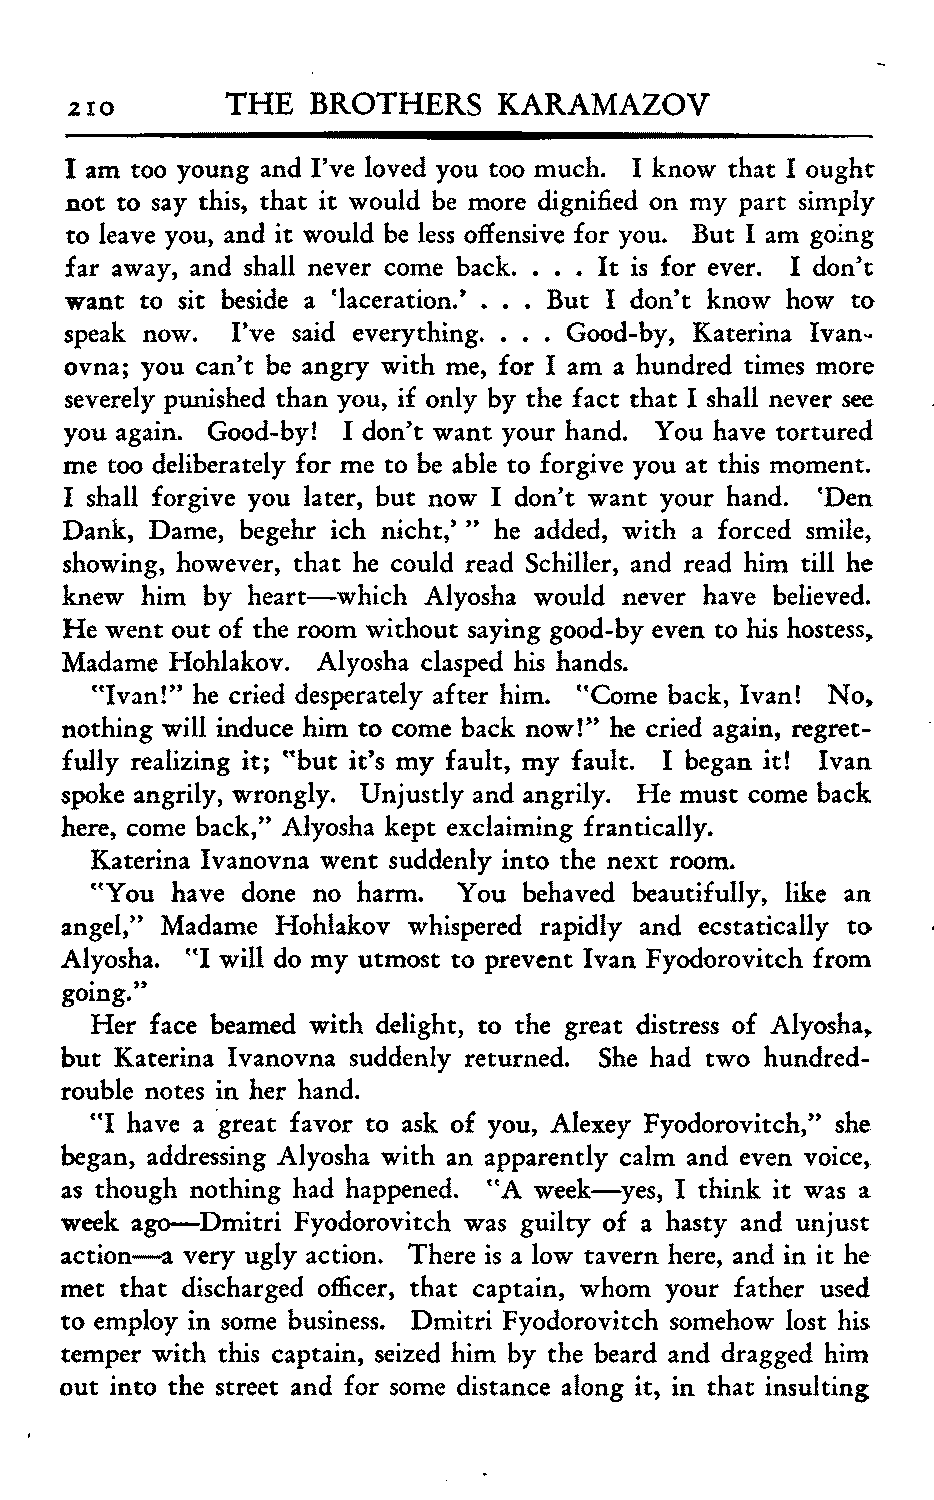 210 THE BROTHERS KARAMAZOV
I am too young and I've loved you too much. I know that I ought
not to say this, that it would be more dignified on my part simply
to leave you, and it would be less offensive for you. But I am going
far away, and shall never come back. . . . It is for ever. I don't
want to sit beside a 'laceration.' . . . But I don't know how to
speak now. I've said everything. . . . Good-by, Katerina Ivan-
ovna; you can't be angry with me, for I am a hundred times more
severely punished than you, if only by the fact that I shall never see
you again. Good-by! I don't want your hand. You have tortured
me too deliberately for me to be able to forgive you at this moment.
I shall forgive you later, but now I don't want your hand. 'Den
Dank, Dame, begehr ich nicht,' " he added, with a forced smile,
showing, however, that he could read Schiller, and read him till he
knew him by heart—which Alyosha would never have believed.
He went out of the room without saying good-by even to his hostess,
Madame Hohlakov. Alyosha clasped his hands.
"Ivan!" he cried desperately after him. "Come back, Ivan! No,
nothing will induce him to come back now!" he cried again, regret-
fully realizing it; "but it's my fault, my fault. I began it! Ivan
spoke angrily, wrongly. Unjustly and angrily. He must come back
here, come back," Alyosha kept exclaiming frantically.
Katerina Ivanovna went suddenly into the next room.
"You have done no harm. You behaved beautifully, like an
angel," Madame Hohlakov whispered rapidly and ecstatically to
Alyosha. "I will do my utmost to prevent Ivan Fyodorovitch from
going."
Her face beamed with delight, to the great distress of Alyosha,
but Katerina Ivanovna suddenly returned. She had two hundred-
rouble notes in her hand.
"I have a great favor to ask of you, Alexey Fyodorovitch," she
began, addressing Alyosha with an apparently calm and even voice,
as though nothing had happened. "A week—yes, I think it was a
week ago—Dmitri Fyodorovitch was guilty of a hasty and unjust
action—a very ugly action. There is a low tavern here, and in it he
met that discharged officer, that captain, whom your father used
to employ in some business. Dmitri Fyodorovitch somehow lost his
temper with this captain, seized him by the beard and dragged him
out into the street and for some distance along it, in that insulting